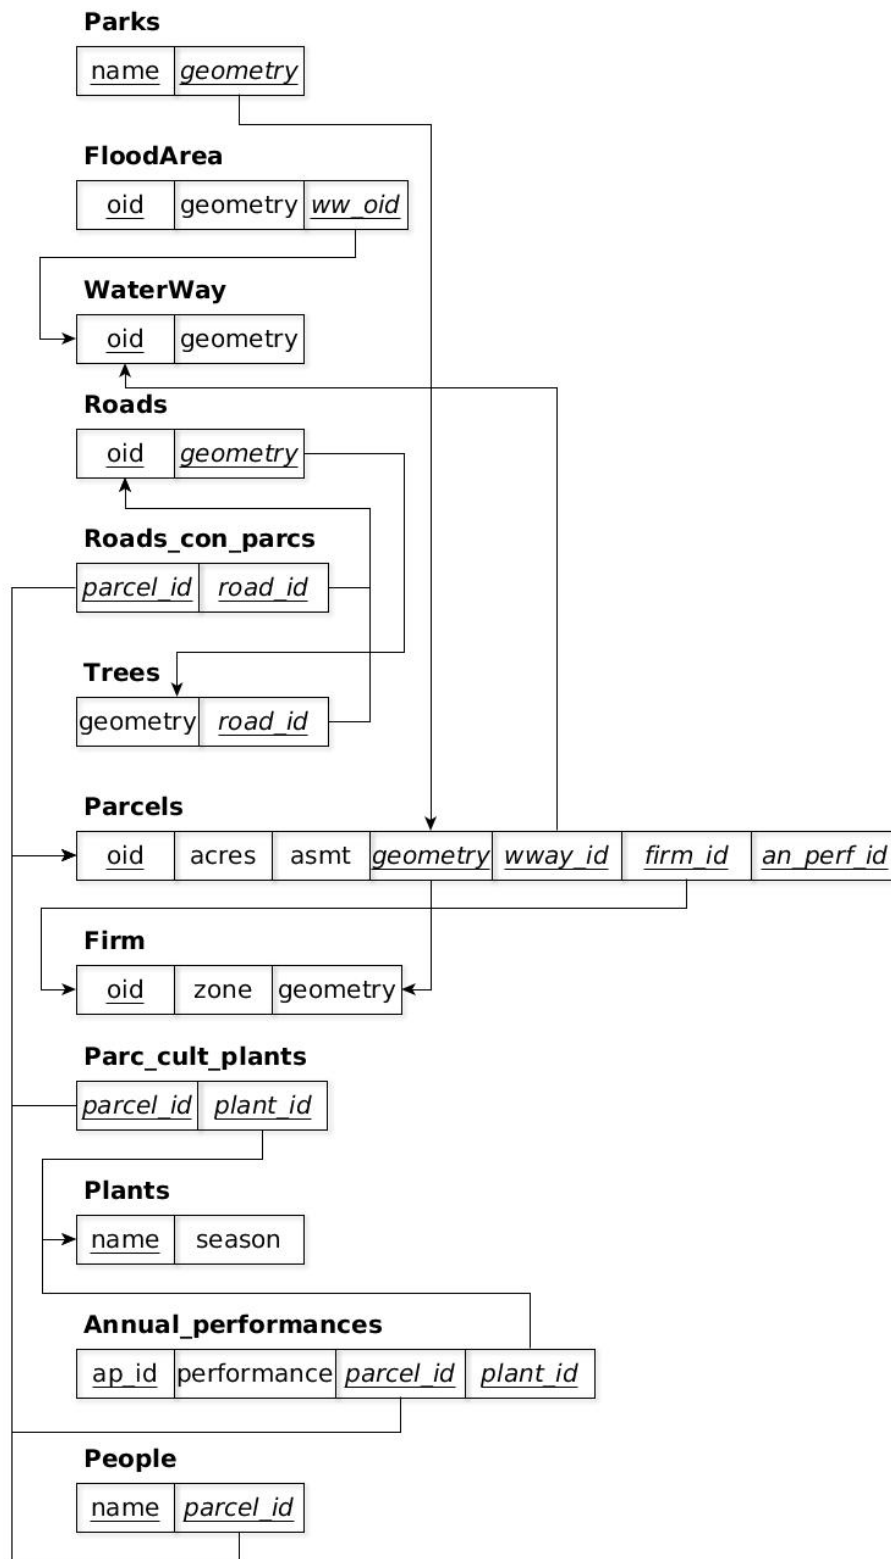 Parks
name geometry
FloodArea
oid geometry ww_oid
WaterWay
oid geometry
Roads
oid geometry
Roads_con_parcs
parcel_id road_id
Trees
geometry road_id
Parcels
oid acres asmt geometry wway_id firm_id an_perf_id
Firm
oid zone geometry
Parc_cult_plants
parcel_id plant_id
Plants
name season
Annual_performances
ap_id performance parcel_id plant_id
People
name parcel_id